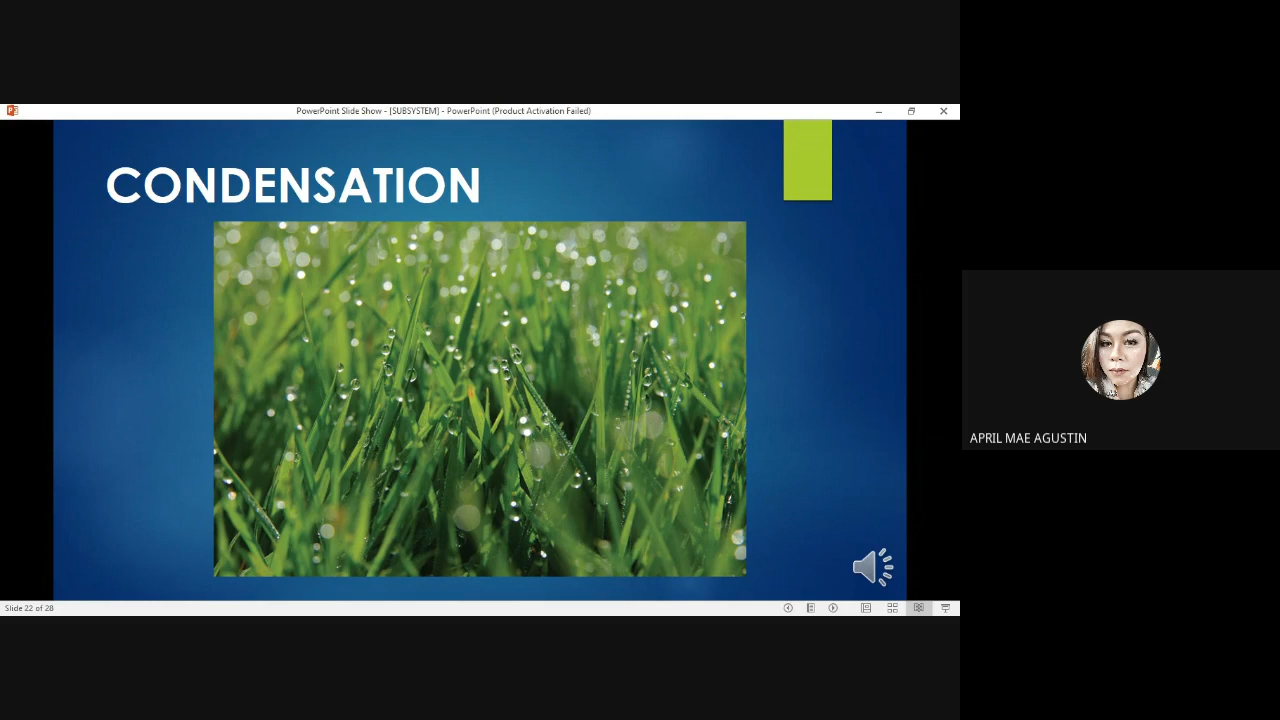 PowerPoint Slide Show - [SUBSYSTEM] - PowerPoint (Product Activation Failed)
CONDENSATION
APRIL MAE AGUSTIN
Slide 22 of 28